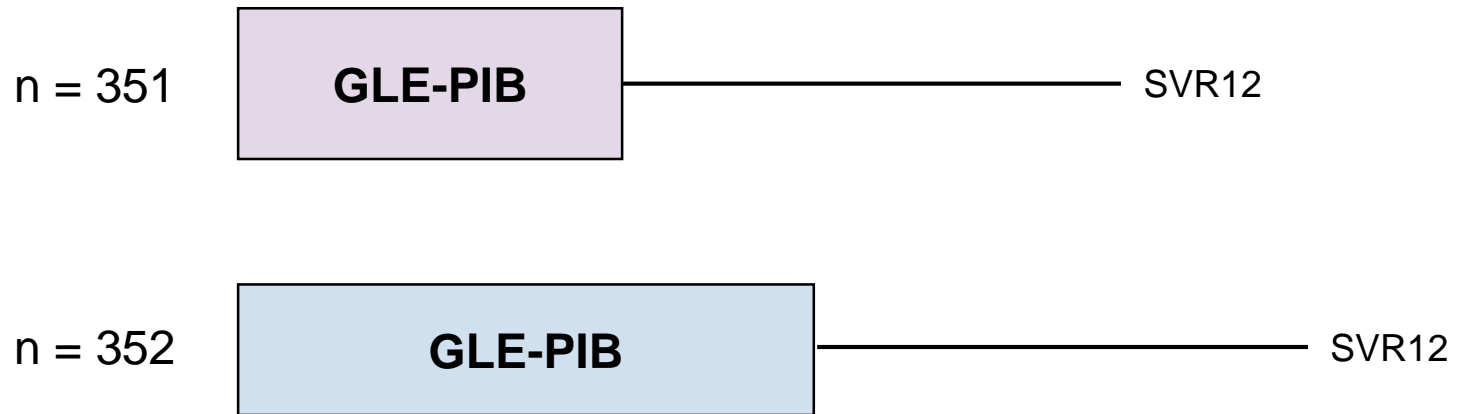 n = 351 GLE-PIB SVR12
n = 352 GLE-PIB SVR12